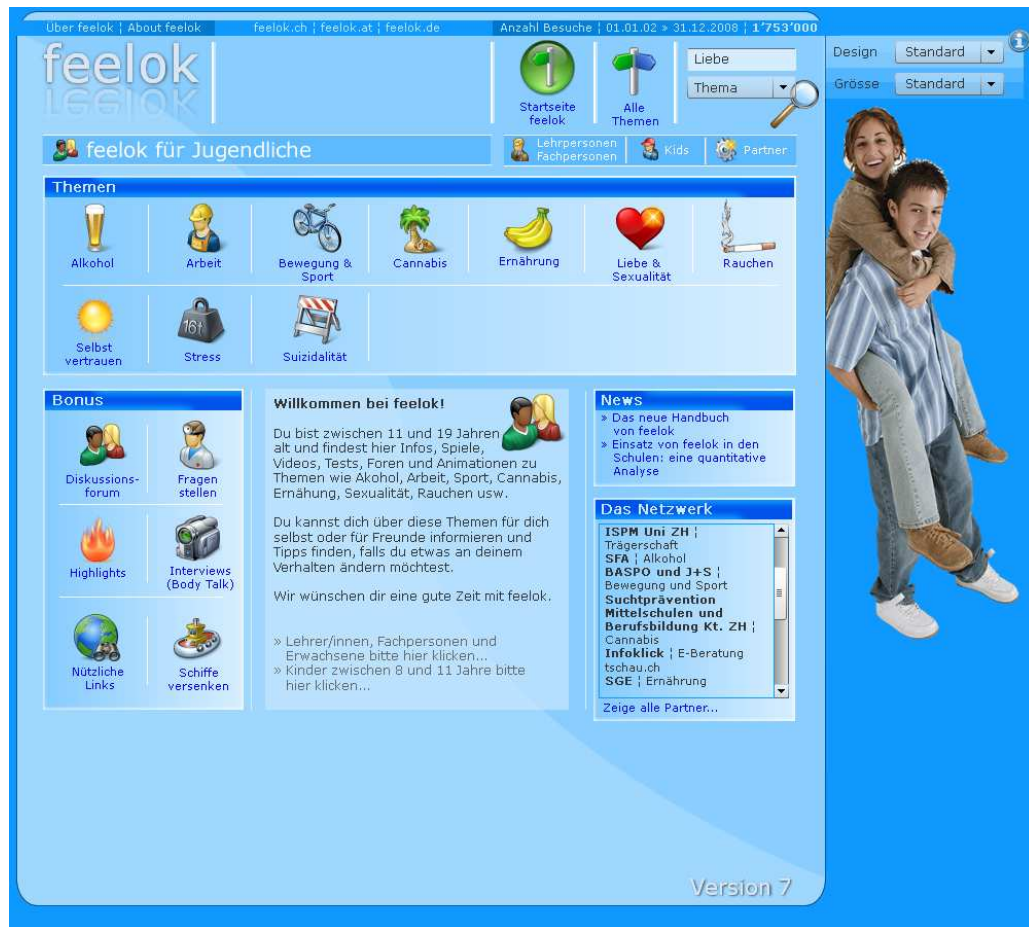 Über feelok ¦ About feelok
feelok.ch ¦ feelok.at ¦ feelok.de
Anzahl Besuche ¦ 01.01.02 » 31.12.2008 ¦ 1’753’000
feelok
Startseite
feelok
Alle
Themen
Liebe
Thema
Design
Standard
Grösse
Standard
feelok für Jugendliche
Lehrpersonen
Fachpersonen
Kids
Partner
Themen
Alkohol
Arbeit
Bewegung &
Sport
Cannabis
Ernährung
Liebe &
Sexualität
Rauchen
Selbst
vertrauen
16t
Stress
Suizidalität
Bonus
Diskussions-
forum
Fragen
stellen
Highlights
Interviews
(Body Talk)
Nützliche
Links
Schiffe
versenken
Willkommen bei feelok!
Du bist zwischen 11 und 19 Jahren
alt und findest hier Infos, Spiele,
Videos, Tests, Foren und Animationen zu
Themen wie Akohol, Arbeit, Sport, Cannabis,
Ernähung, Sexualität, Rauchen usw.
Du kannst dich über diese Themen für dich
selbst oder für Freunde informieren und
Tipps finden, falls du etwas an deinem
Verhalten ändern möchtest.
Wir wünschen dir eine gute Zeit mit feelok.
» Lehrer/innen, Fachpersonen und
Erwachsene bitte hier klicken...
» Kinder zwischen 8 und 11 Jahre bitte
hier klicken...
News
» Das neue Handbuch
von feelok
» Einsatz von feelok in den
Schulen: eine quantitative
Analyse
Das Netzwerk
ISPM Uni ZH ¦
Trägerschaft
SFA ¦ Alkohol
BASPO und J+S ¦
Bewegung und Sport
Suchtprävention
Mittelschulen und
Berufsbildung Kt. ZH ¦
Cannabis
Infoklick ¦ E-Beratung
tschau.ch
SGE ¦ Ernährung
Zeige alle Partner...
Version 7